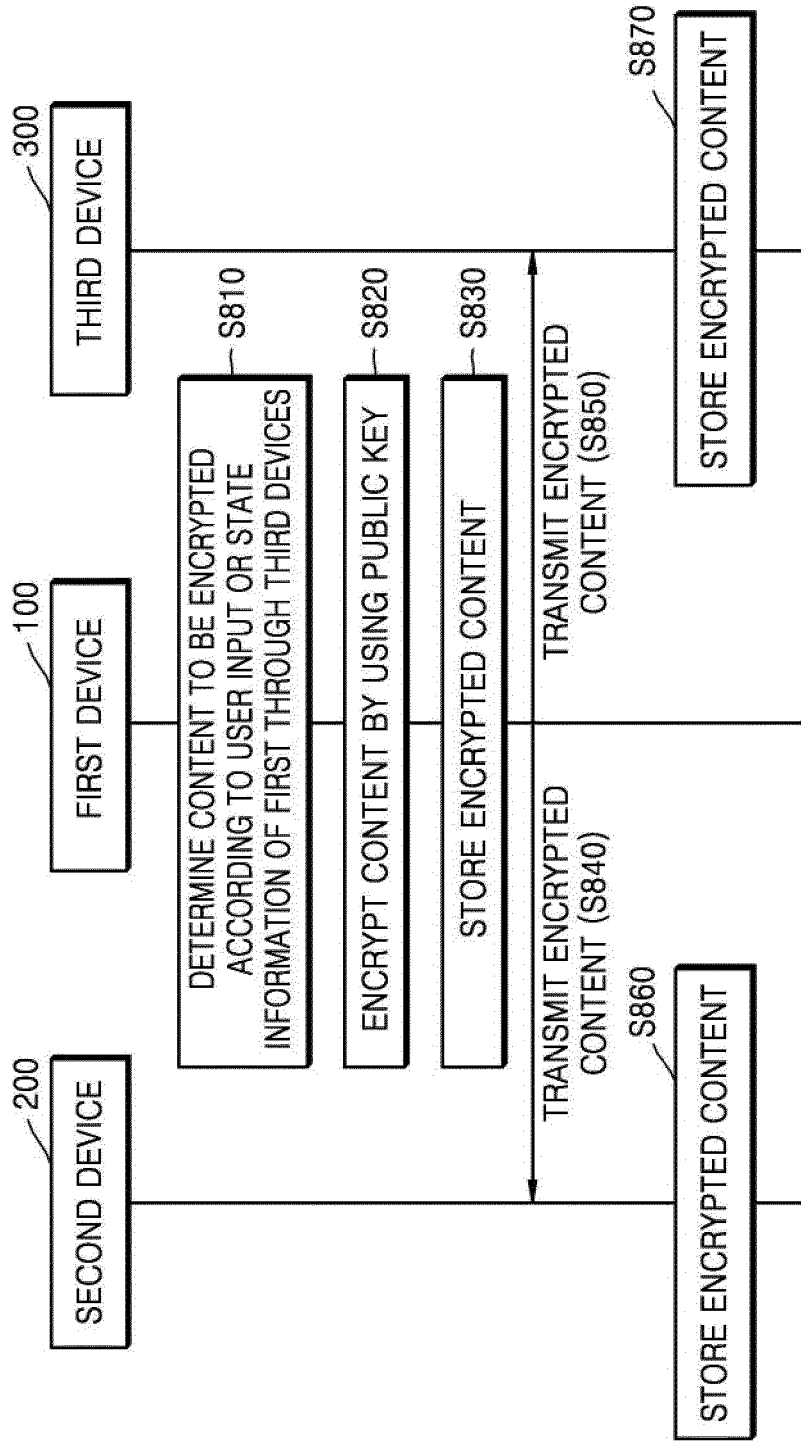 200
SECOND DEVICE
100
FIRST DEVICE
300
THIRD DEVICE
DETERMINE CONTENT TO BE ENCRYPTED
ACCORDING TO USER INPUT OR STATE
INFORMATION OF FIRST THROUGH THIRD DEVICES
S810
ENCRYPT CONTENT BY USING PUBLIC KEY
S820
STORE ENCRYPTED CONTENT
S830
TRANSMIT ENCRYPTED
CONTENT (S840)
TRANSMIT ENCRYPTED
CONTENT (S850)
S860
STORE ENCRYPTED CONTENT
S870
STORE ENCRYPTED CONTENT